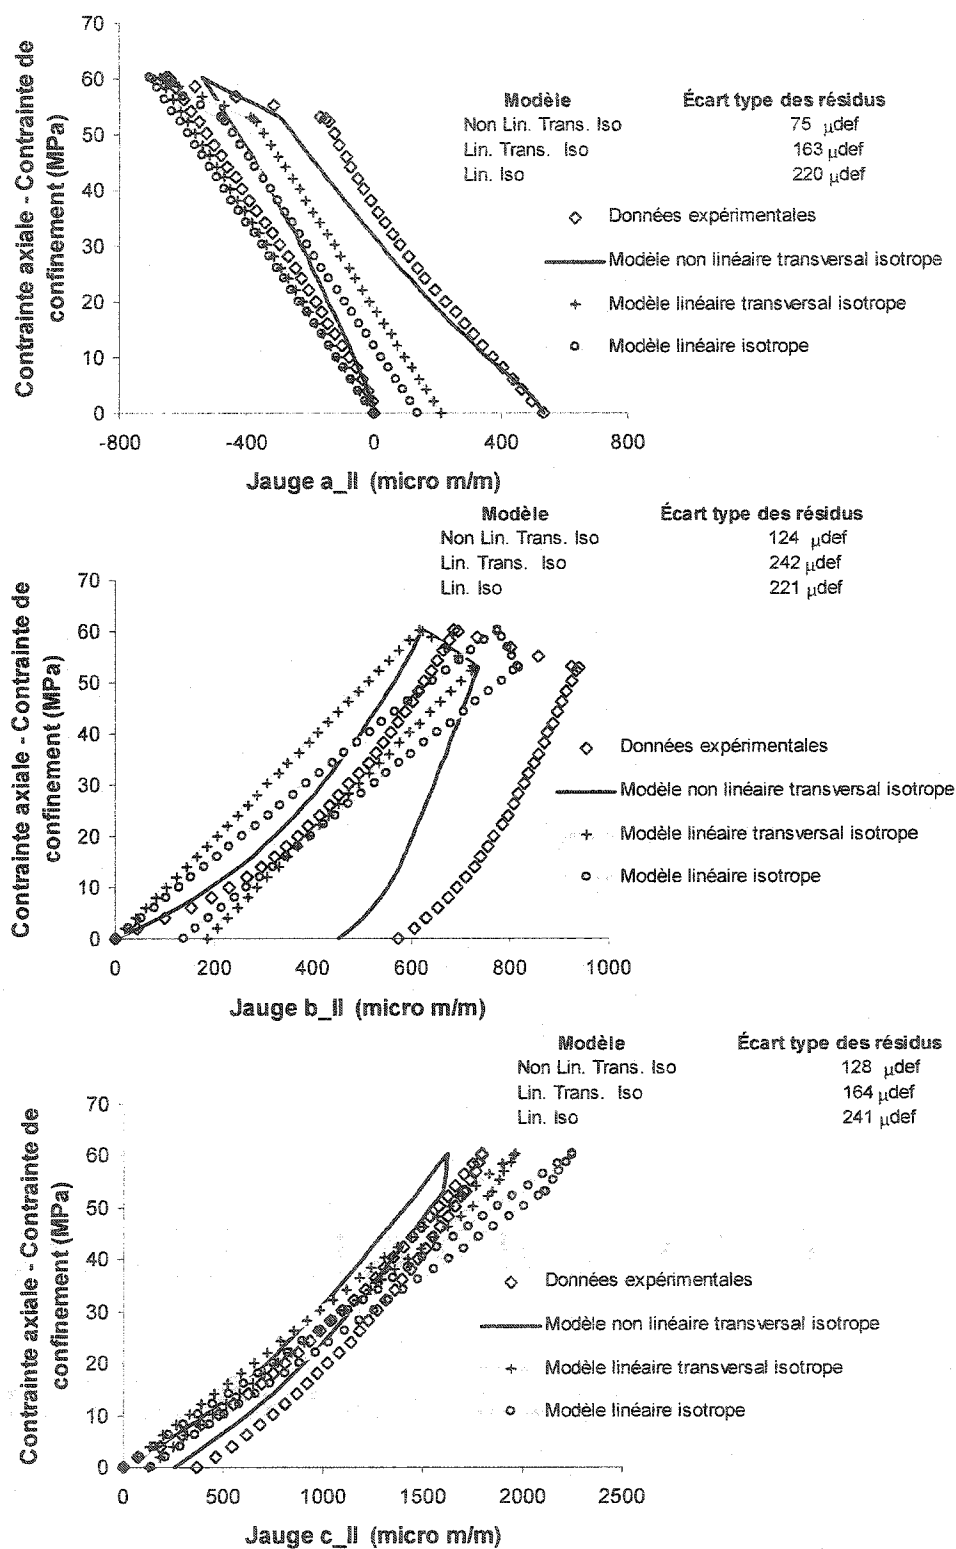 Contrainte axiale - Contrainte de
confinement (MPa)
70
60
50
40
30
20
10
0
-800
-400
0
400
800
Jauge a_II (micro m/m)
Modèle Écart type des résidus
Non Lin. Trans. Iso 75 μdef
Lin. Trans. Iso 163 μdef
Lin. Iso 220 μdef
Données expérimentales
Modèle non linéaire transversal isotrope
Modèle linéaire transversal isotrope
Modèle linéaire isotrope
Modèle Écart type des résidus
Non Lin. Trans. Iso 124 μdef
Lin. Trans. Iso 242 μdef
Lin. Iso 221 μdef
Contrainte axiale - Contrainte de
confinement (MPa)
70
60
50
40
30
20
10
0
0
200
400
600
800
1000
Jauge b_II (micro m/m)
Données expérimentales
Modèle non linéaire transversal isotrope
Modèle linéaire transversal isotrope
Modèle linéaire isotrope
Modèle Écart type des résidus
Non Lin. Trans. Iso 128 μdef
Lin. Trans. Iso 164 μdef
Lin. Iso 241 μdef
Contrainte axiale - Contrainte de
confinement (MPa)
70
60
50
40
30
20
10
0
0
500
1000
1500
2000
2500
Jauge c_II (micro m/m)
Données expérimentales
Modèle non linéaire transversal isotrope
Modèle linéaire transversal isotrope
Modèle linéaire isotrope